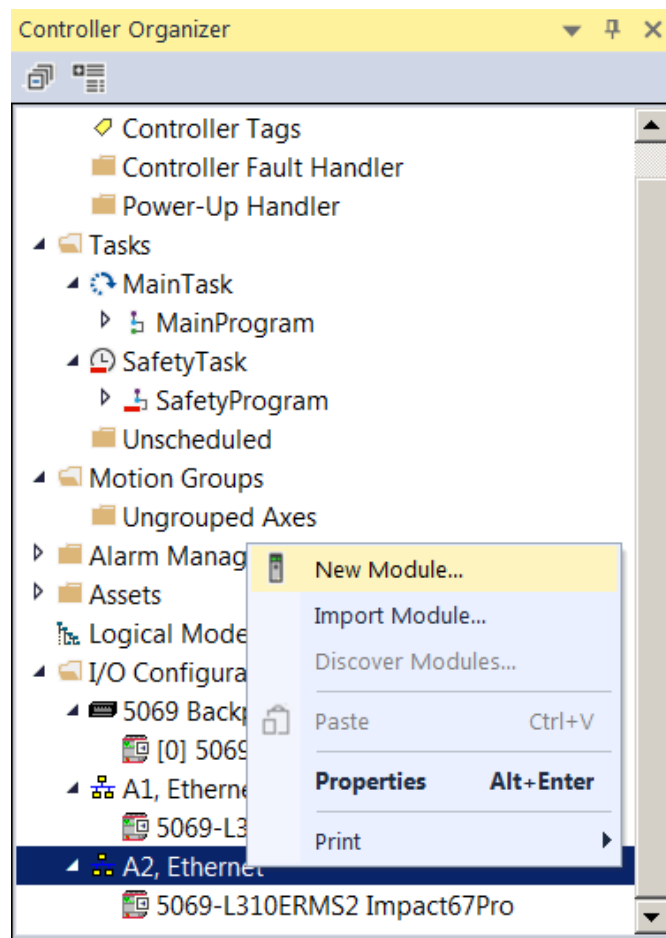 Controller Organizer
Controller Tags
Controller Fault Handler
Power-Up Handler
Tasks
MainTask
MainProgram
SafetyTask
SafetyProgram
Unscheduled
Motion Groups
Ungrouped Axes
Alarm Manag
New Module...
Assets
Import Module...
Logical Mode
Discover Modules...
I/O Configura
5069 Backp
Paste Ctrl+V
[0] 5069
Properties Alt+Enter
A1, Etherne
5069-L3
Print
A2, Ethernet
5069-L310ERMS2 Impact67Pro